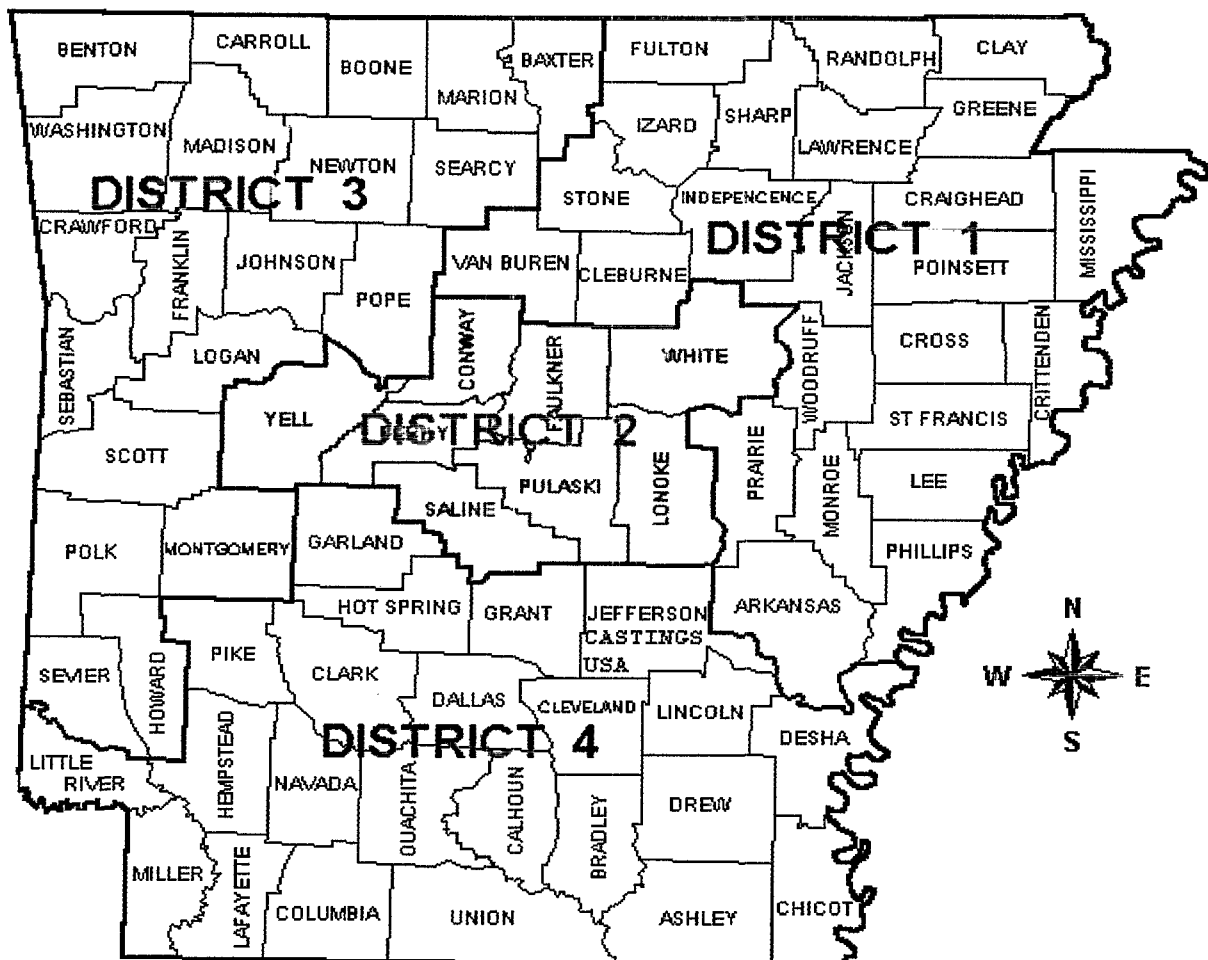 BENTON
CARROLL
BOONE
MARION
BAXTER
FULTON
SHARP
RANDOLPH
CLAY
WASHINGTON
MADISON
NEWTON
SEARCY
IZARD
LAWRENCE
GREENE
DISTRICT 3
STONE
INDEPENCENCE
CRAIGHEAD
MISSISSIPPI
CRAWFORD
FRANKLIN
JOHNSON
POPE
VAN BUREN
CLEBURNE
DISTRICT 1
JACKSON
POINSETT
SEBASTIAN
LOGAN
CONWAY
FAULKNER
WHITE
WOODRUFF
CROSS
CRITTENDEN
SCOTT
YELL
DISTRICT 2
PULASKI
LONOKE
PRAIRIE
MONROE
ST FRANCIS
LEE
SALINE
POLK
MONTGOMERY
GARLAND
PHILLIPS
HOT SPRING
GRANT
JEFFERSON
CASTINGS
USA
ARKANSAS
N
W
E
S
SEVIER
HOWARD
PIKE
CLARK
DALLAS
CLEVELAND
LINCOLN
DESHA
DISTRICT 4
LITTLE
RIVER
HEMPSTEAD
NAVADA
OUACHITA
CALHOUN
BRADLEY
DREW
MILLER
LAFAYETTE
COLUMBIA
UNION
ASHLEY
CHICOT